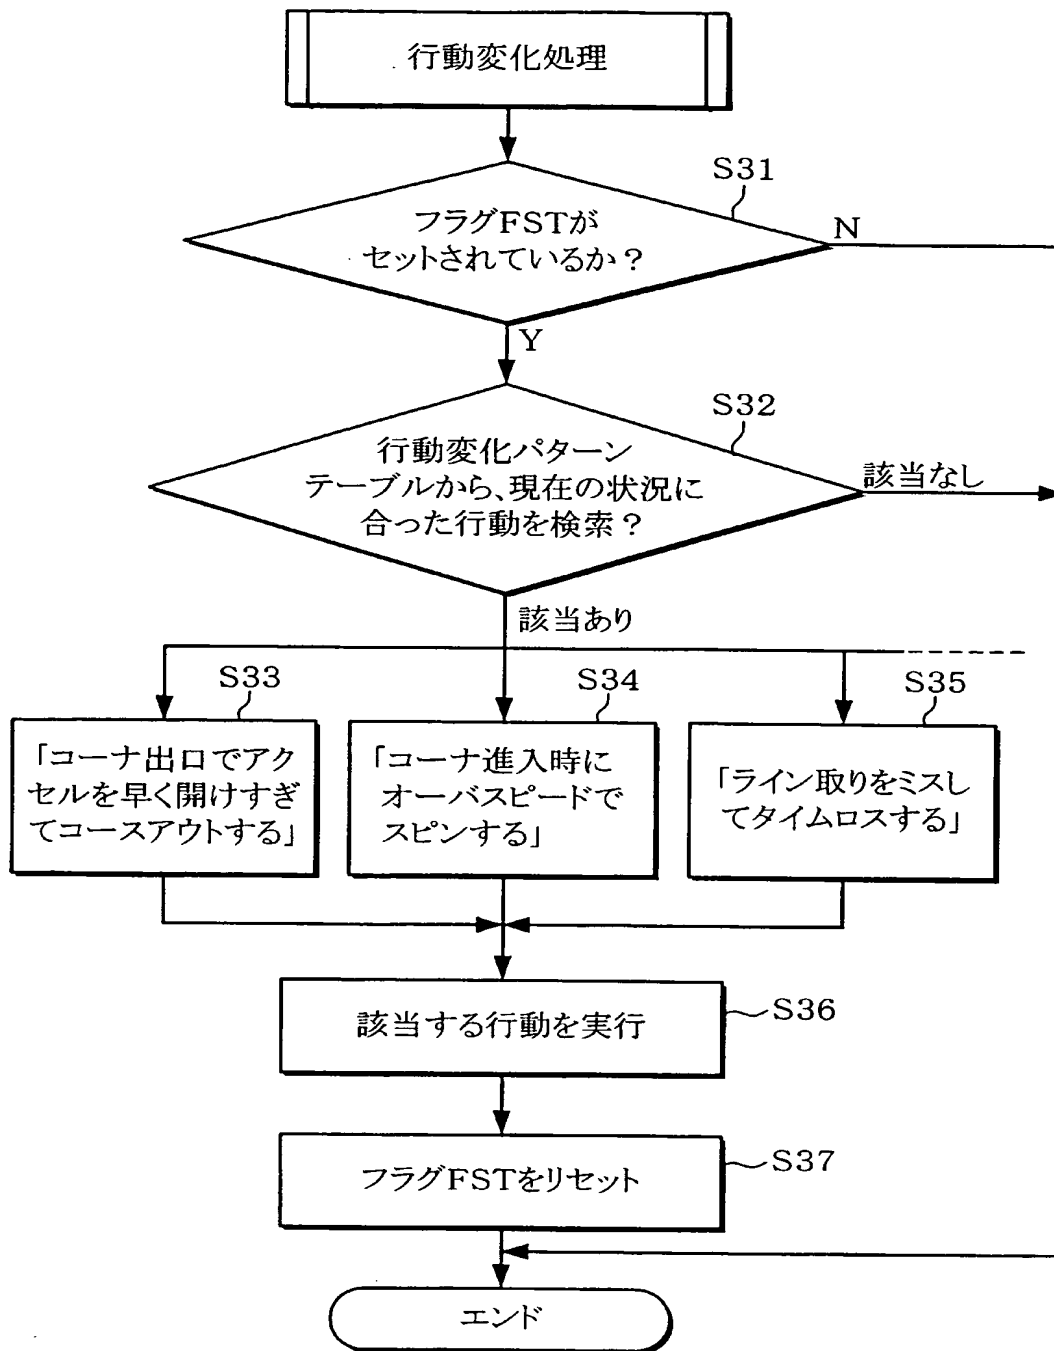 行動変化処理
S31
フラグFSTが
セットされているか？
N
Y
S32
行動変化パターン
テーブルから、現在の状況に
合った行動を検索？
該当なし
該当あり
S33
「コーナ出口でアク
セルを早く開けすぎ
てコースアウトする」
S34
「コーナ進入時に
オーバスピードで
スピンする」
S35
「ライン取りをミスし
てタイムロスする」
該当する行動を実行
S36
フラグFSTをリセット
S37
エンド